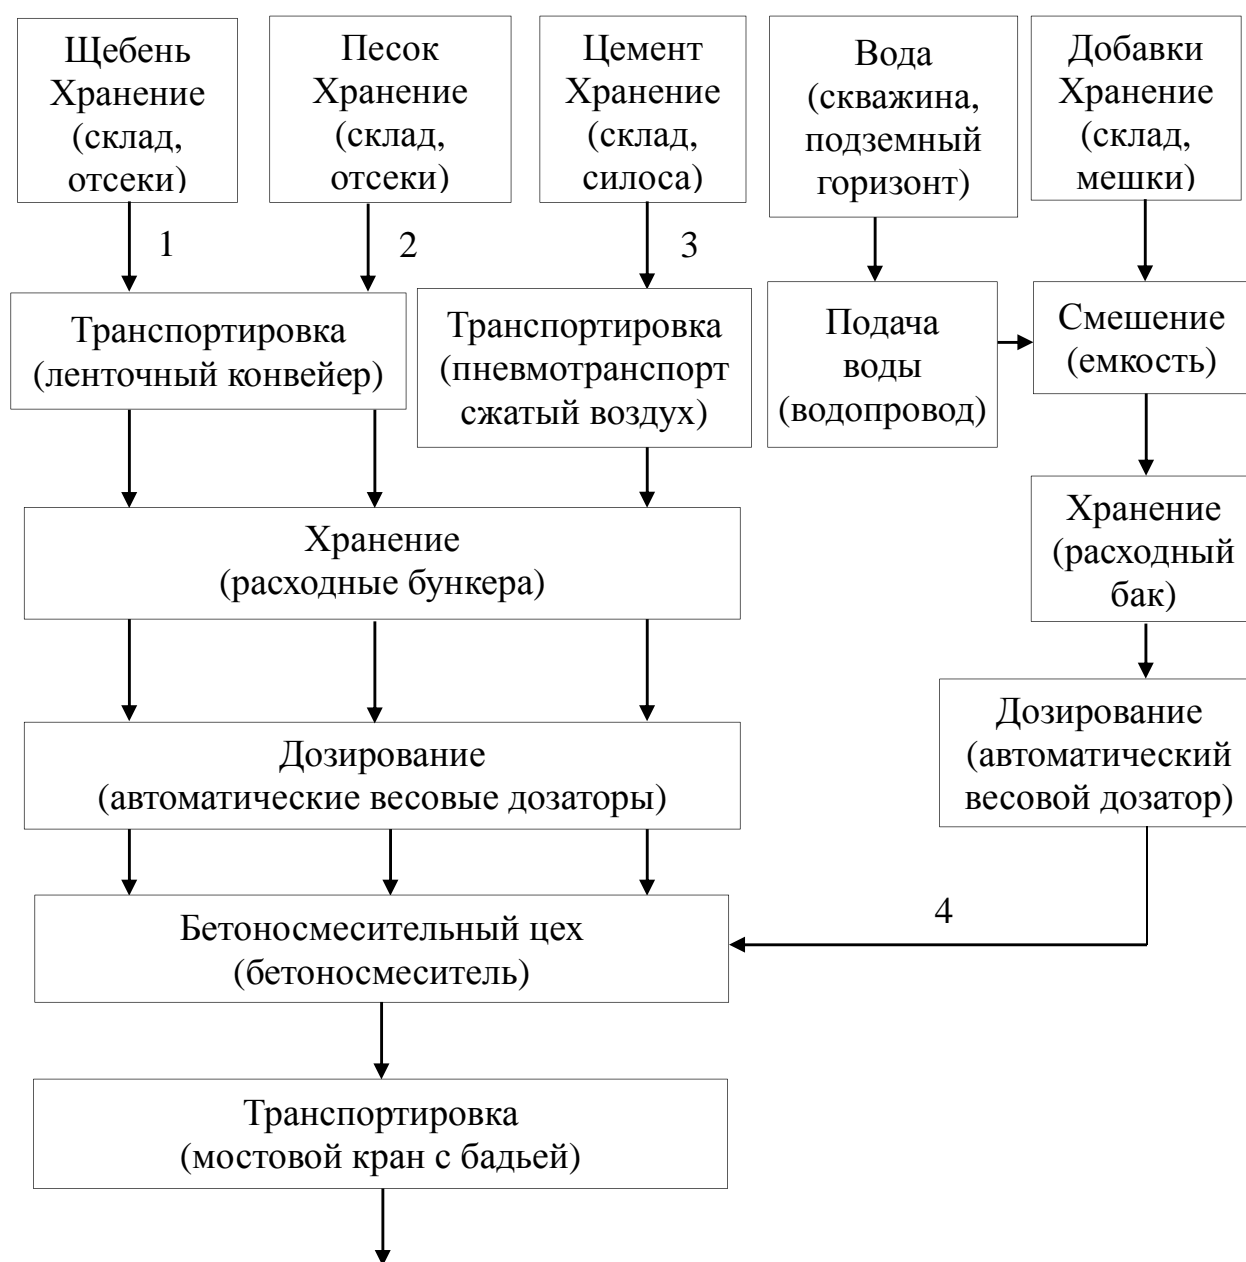 Щебень
Хранение
(склад,
отсеки)
Песок
Хранение
(склад,
отсеки)
Цемент
Хранение
(склад,
силоса)
Вода
(скважина,
подземный
горизонт)
Добавки
Хранение
(склад,
мешки)
1
2
3
Транспортировка
(ленточный конвейер)
Транспортировка
(пневмотранспорт
сжатый воздух)
Подача
воды
(водопровод)
Смешение
(емкость)
Хранение
(расходные бункера)
Хранение
(расходный
бак)
Дозирование
(автоматические весовые дозаторы)
Дозирование
(автоматический
весовой дозатор)
4
Бетоносмесительный цех
(бетоносмеситель)
Транспортировка
(мостовой кран с бадьей)